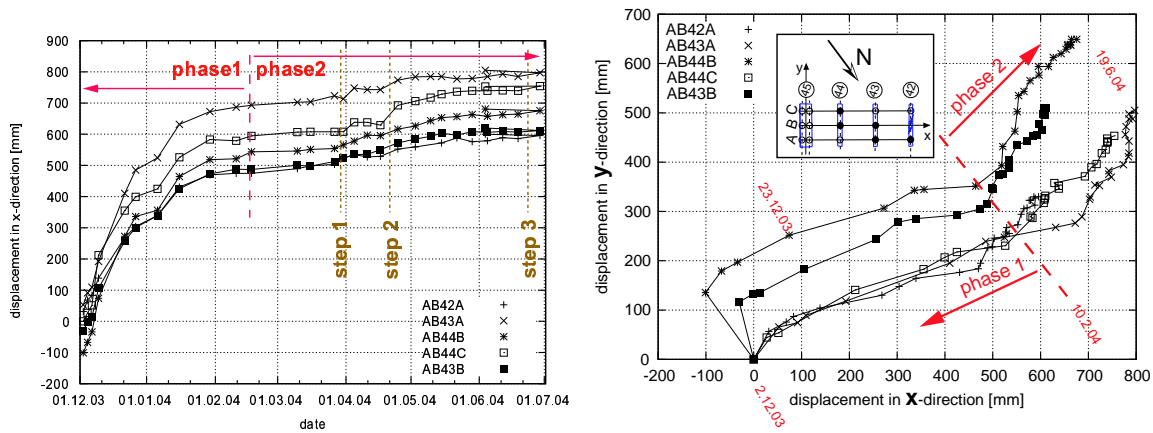 900
800
700
600
500
400
300
200
100
0
-100
-200
displacement in x-direction [mm]
01.12.03 01.01.04 01.02.04 01.03.04 01.04.04 01.05.04 01.06.04 01.07.04
date
phase1 phase2
step 1
step 2
step 3
AB42A
AB43A
AB44B
AB44C
AB43B
700
600
500
400
300
200
100
0
displacement in y-direction [mm]
-200 -100 0 100 200 300 400 500 600 700 800
displacement in x-direction [mm]
AB42A
AB43A
AB44B
AB44C
AB43B
N
y
45 44 43 42
C
B
A
x
phase 2
19.6.04
23.12.03
phase 1
10.2.04
2.12.03